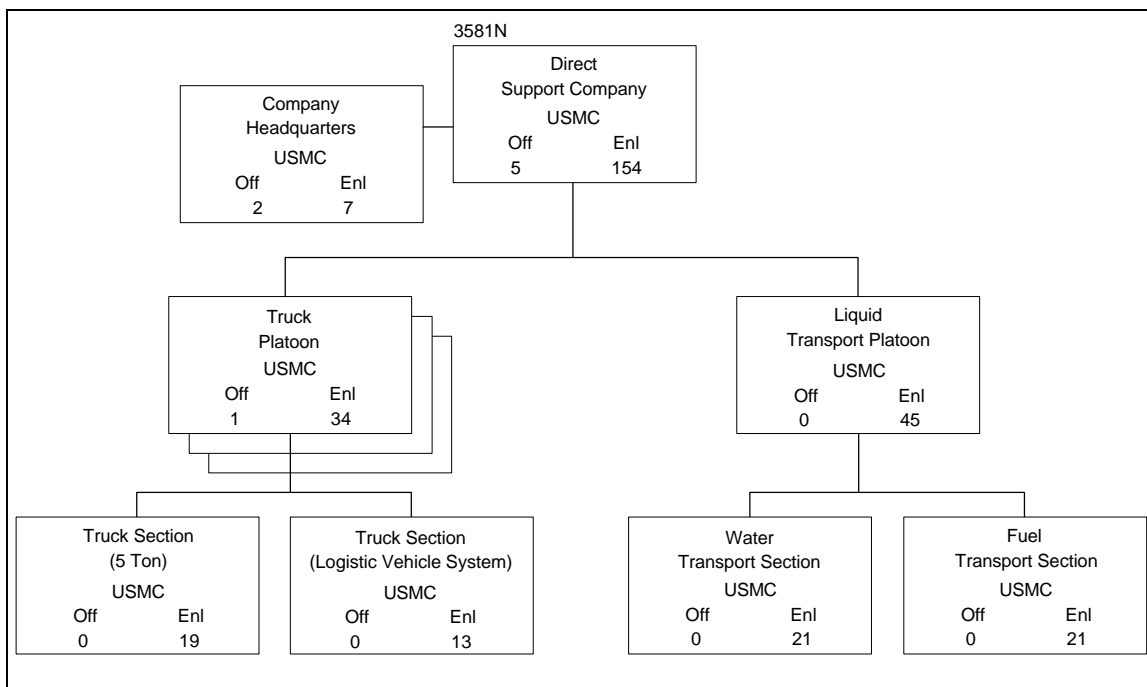 3581N
Direct
Support Company
USMC
Off Enl
5 154
Company
Headquarters
USMC
Off Enl
2 7
Truck
Platoon
USMC
Off Enl
1 34
Liquid
Transport Platoon
USMC
Off Enl
0 45
Truck Section
(5 Ton)
USMC
Off Enl
0 19
Truck Section
(Logistic Vehicle System)
USMC
Off Enl
0 13
Water
Transport Section
USMC
Off Enl
0 21
Fuel
Transport Section
USMC
Off Enl
0 21